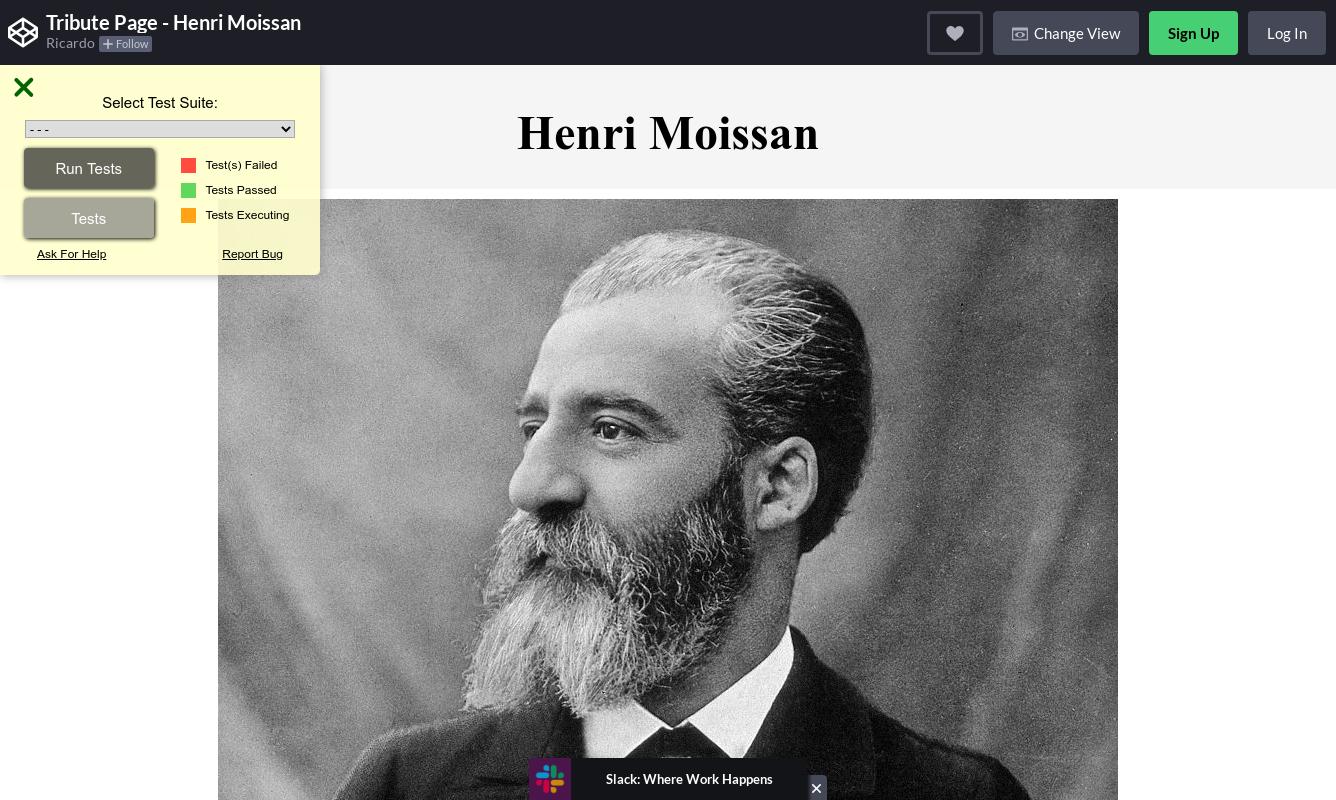 Tribute Page - Henri Moissan
Ricardo
+ Follow
Change View
Sign Up
Log In
Select Test Suite:
- - -
Run Tests
Test(s) Failed
Tests Passed
Tests
Tests Executing
Ask For Help
Report Bug
Henri Moissan
Slack: Where Work Happens